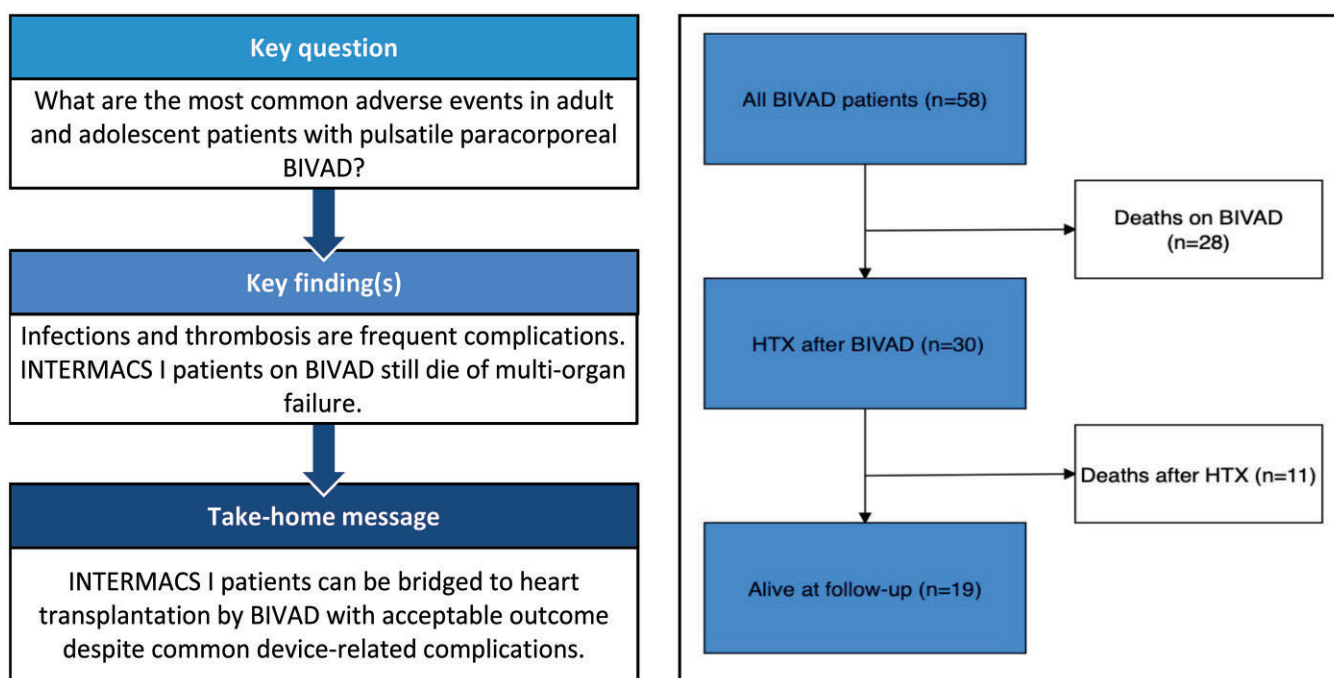 Key question
What are the most common adverse events in adult
and adolescent patients with pulsatile paracorporeal
BIVAD?
Key finding(s)
Infections and thrombosis are frequent complications.
INTERMACS I patients on BIVAD still die of multi-organ
failure.
Take-home message
INTERMACS I patients can be bridged to heart
transplantation by BIVAD with acceptable outcome
despite common device-related complications.
All BIVAD patients (n=58)
Deaths on BIVAD
(n=28)
HTX after BIVAD (n=30)
Deaths after HTX (n=11)
Alive at follow-up (n=19)